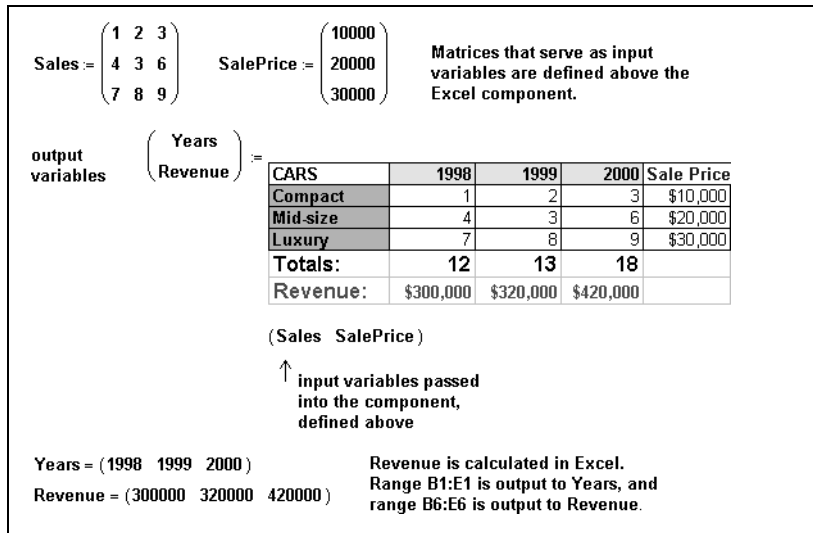 Sales := ( 1 2 3 ) SalePrice := ( 10000 )
( 4 3 6 ) ( 20000 )
( 7 8 9 ) ( 30000 )
Matrices that serve as input
variables are defined above the
Excel component.
output
variables
( Years )
( Revenue ) :=
CARS 1998 1999 2000 Sale Price
Compact 1 2 3 $10,000
Mid-size 4 3 6 $20,000
Luxury 7 8 9 $30,000
Totals: 12 13 18
Revenue: $300,000 $320,000 $420,000
(Sales SalePrice)
↑ input variables passed
into the component,
defined above
Years = (1998 1999 2000)
Revenue = (300000 320000 420000)
Revenue is calculated in Excel.
Range B1:E1 is output to Years, and
range B6:E6 is output to Revenue.